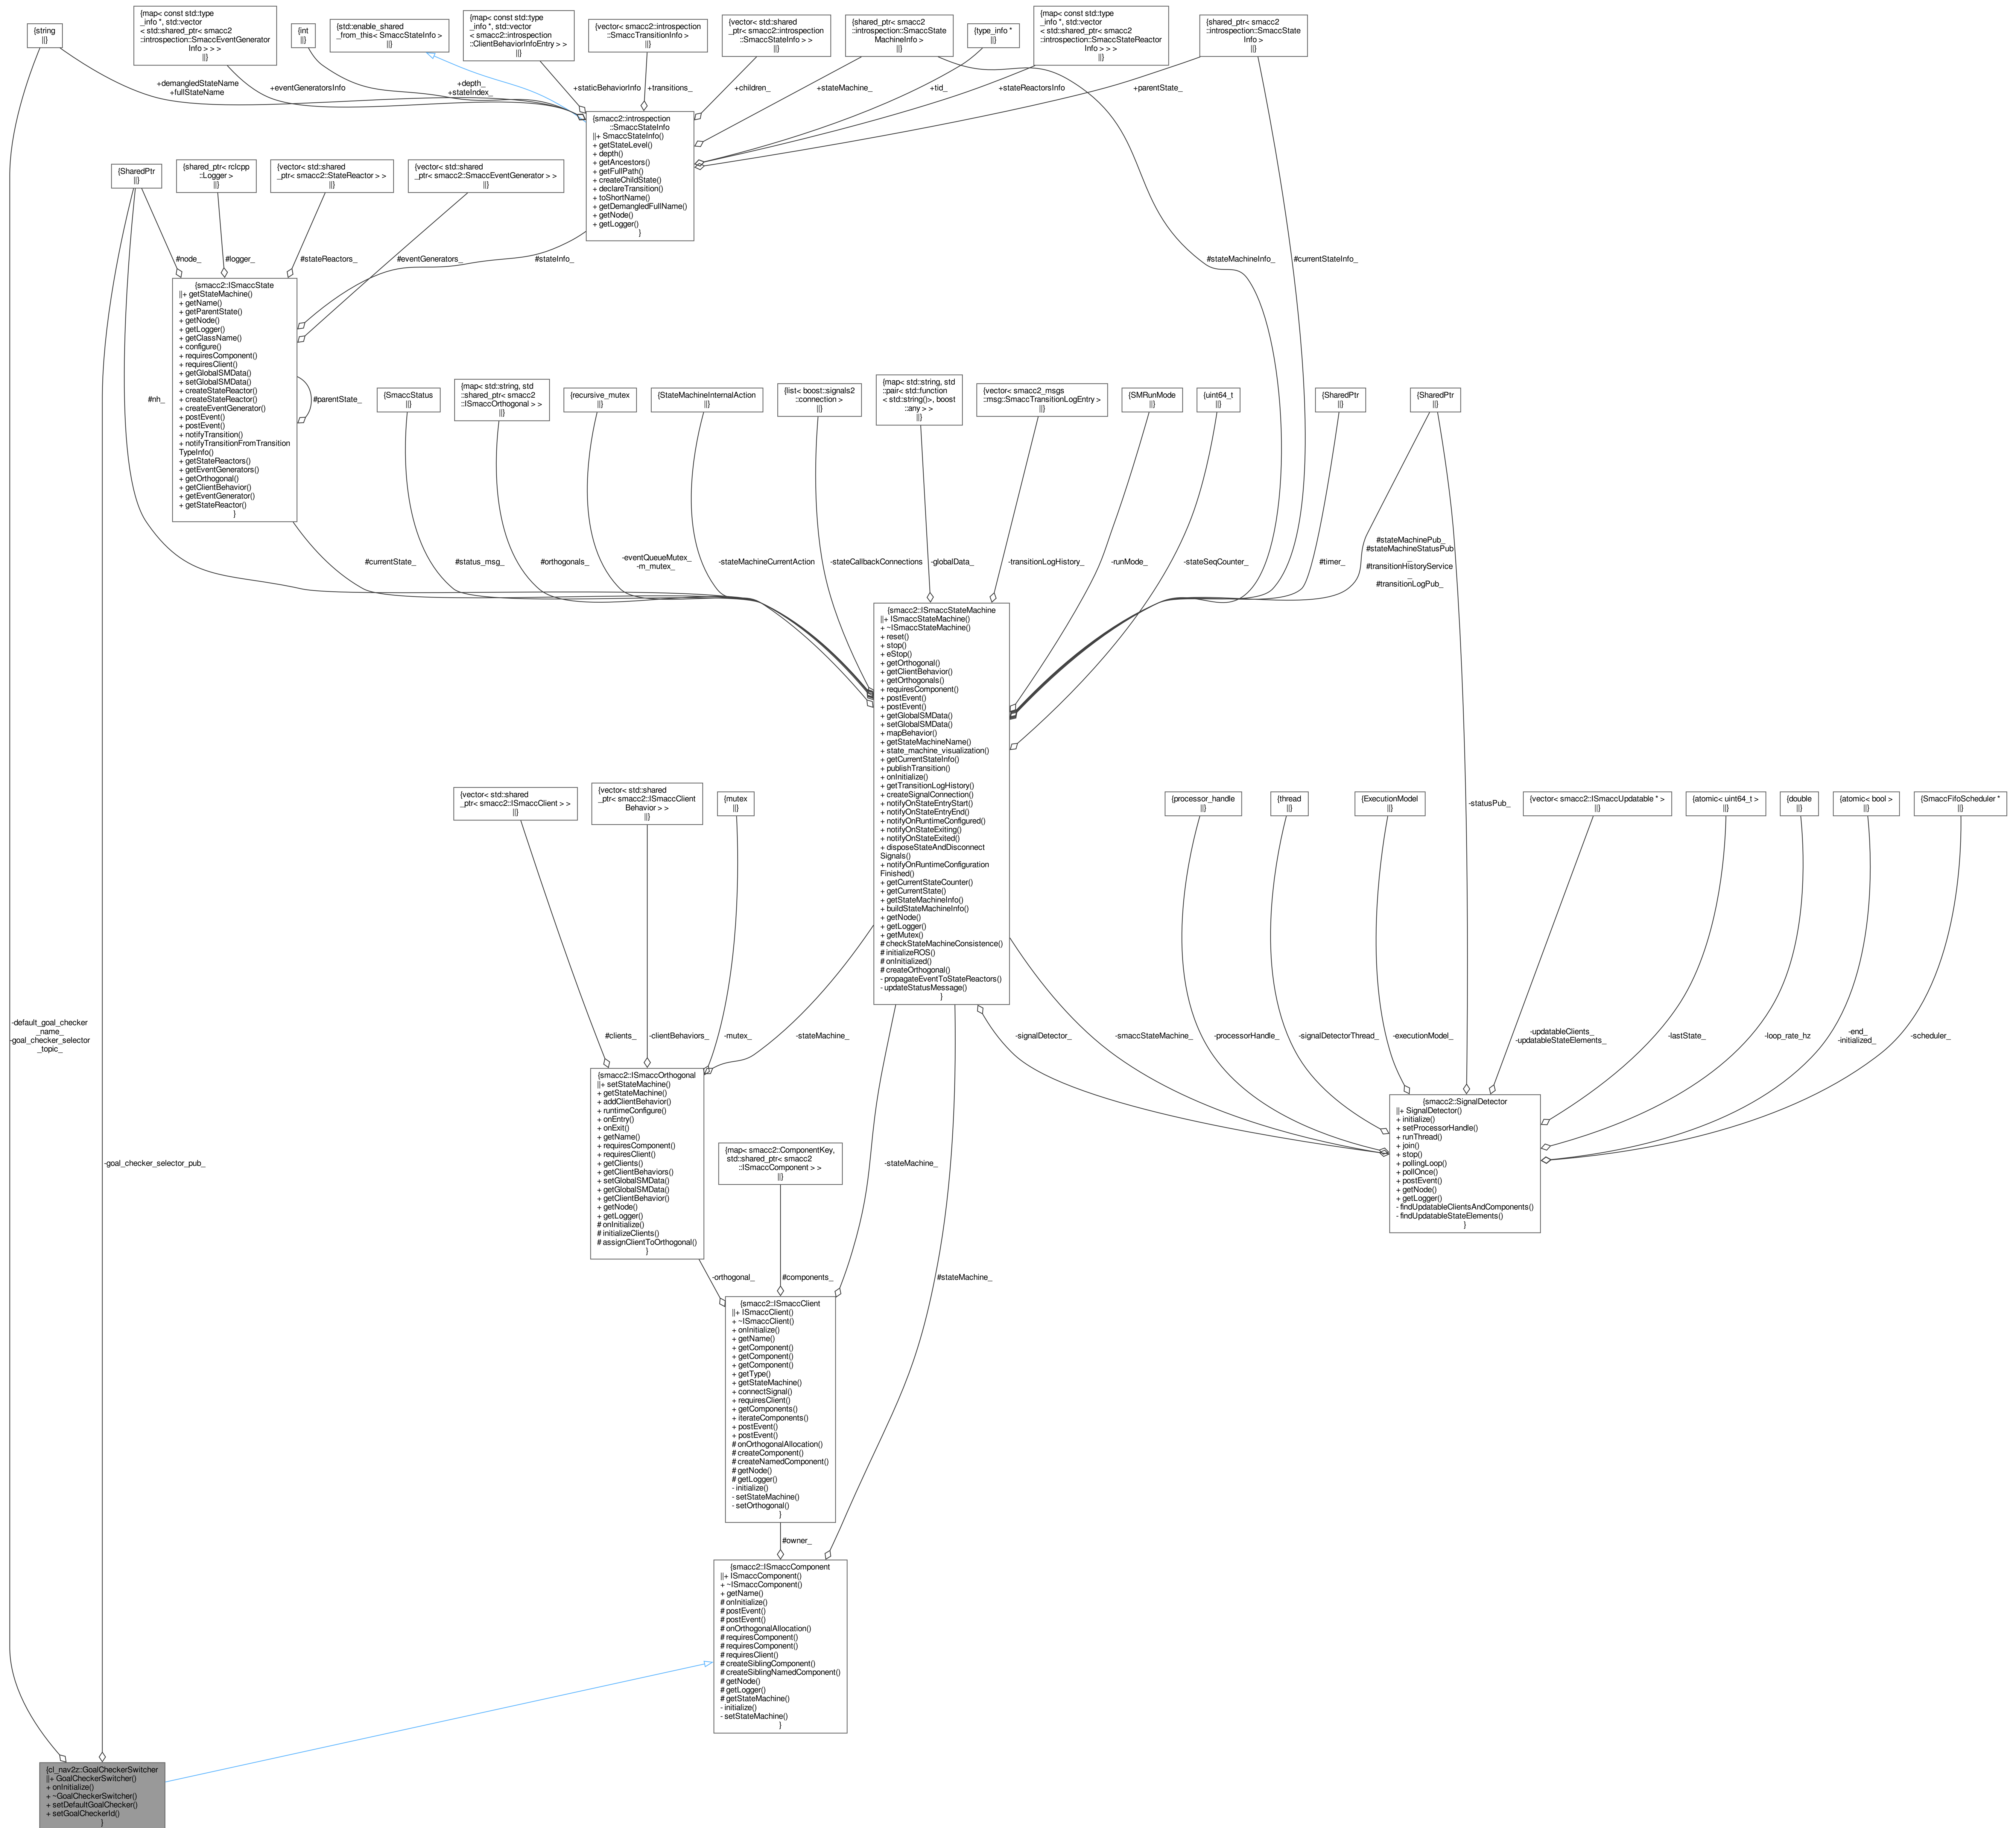 {string
||}
{map< const std::type
_info *, std::vector
< std::shared_ptr< smacc2
::introspection::SmaccEventGenerator
Info > > >
||}
{int
||}
{std::enable_shared
_from_this< SmaccStateInfo >
||}
{map< const std::type
_info *, std::vector
< smacc2::introspection
::ClientBehaviorInfoEntry > >
||}
{vector< smacc2::introspection
::SmaccTransitionInfo >
||}
{vector< std::shared
_ptr< smacc2::introspection
::SmaccStateInfo > >
||}
{shared_ptr< smacc2
::introspection::SmaccState
MachineInfo >
||}
{type_info *
||}
{map< const std::type
_info *, std::vector
< std::shared_ptr< smacc2
::introspection::SmaccStateReactor
Info > > >
||}
{shared_ptr< smacc2
::introspection::SmaccState
Info >
||}
+demangledStateName
+fullStateName
+eventGeneratorsInfo
+depth_
+stateIndex_
+staticBehaviorInfo
+transitions_
+children_
+stateMachine_
+tid_
+stateReactorsInfo
+parentState_
{smacc2::introspection
::SmaccStateInfo
||+ SmaccStateInfo()
+ getStateLevel()
+ depth()
+ getAncestors()
+ getFullPath()
+ createChildState()
+ declareTransition()
+ toShortName()
+ getDemangledFullName()
+ getNode()
+ getLogger()
}
{SharedPtr
||}
{shared_ptr< rclcpp
::Logger >
||}
{vector< std::shared
_ptr< smacc2::StateReactor > >
||}
{vector< std::shared
_ptr< smacc2::SmaccEventGenerator > >
||}
#node_
#logger_
#stateReactors_
#eventGenerators_
#stateInfo_
#stateMachineInfo_
#currentStateInfo_
{smacc2::ISmaccState
||+ getStateMachine()
+ getName()
+ getParentState()
+ getNode()
+ getLogger()
+ getClassName()
+ configure()
+ requiresComponent()
+ requiresClient()
+ getGlobalSMData()
+ setGlobalSMData()
+ createStateReactor()
+ createStateReactor()
+ createEventGenerator()
+ postEvent()
+ postEvent()
+ notifyTransition()
+ notifyTransitionFromTransition
TypeInfo()
+ getStateReactors()
+ getEventGenerators()
+ getOrthogonal()
+ getClientBehavior()
+ getEventGenerator()
+ getStateReactor()
}
#nh_
#parentState_
{SmaccStatus
||}
{map< std::string, std
::shared_ptr< smacc2
::ISmaccOrthogonal > >
||}
{recursive_mutex
||}
{StateMachineInternalAction
||}
{list< boost::signals2
::connection >
||}
{map< std::string, std
::pair< std::function
< std::string()>, boost
::any > >
||}
{vector< smacc2_msgs
::msg::SmaccTransitionLogEntry >
||}
{SMRunMode
||}
{uint64_t
||}
{SharedPtr
||}
{SharedPtr
||}
#currentState_
#status_msg_
#orthogonals_
-eventQueueMutex_
-m_mutex_
-stateMachineCurrentAction
-stateCallbackConnections
-globalData_
-transitionLogHistory_
-runMode_
-stateSeqCounter_
#timer_
#stateMachinePub_
#stateMachineStatusPub
_
#transitionHistoryService
_
#transitionLogPub_
{smacc2::ISmaccStateMachine
||+ ISmaccStateMachine()
+ ~ISmaccStateMachine()
+ reset()
+ stop()
+ eStop()
+ getOrthogonal()
+ getClientBehavior()
+ getOrthogonals()
+ requiresComponent()
+ postEvent()
+ postEvent()
+ getGlobalSMData()
+ setGlobalSMData()
+ mapBehavior()
+ getStateMachineName()
+ state_machine_visualization()
+ getCurrentStateInfo()
+ publishTransition()
+ onInitialize()
+ getTransitionLogHistory()
+ createSignalConnection()
+ notifyOnStateEntryStart()
+ notifyOnStateEntryEnd()
+ notifyOnRuntimeConfigured()
+ notifyOnStateExiting()
+ notifyOnStateExited()
+ disposeStateAndDisconnect
Signals()
+ notifyOnRuntimeConfiguration
Finished()
+ getCurrentStateCounter()
+ getCurrentState()
+ getStateMachineInfo()
+ buildStateMachineInfo()
+ getNode()
+ getLogger()
+ getMutex()
# checkStateMachineConsistence()
# initializeROS()
# onInitialized()
# createOrthogonal()
- propagateEventToStateReactors()
- updateStatusMessage()
}
{vector< std::shared
_ptr< smacc2::ISmaccClient > >
||}
{vector< std::shared
_ptr< smacc2::ISmaccClient
Behavior > >
||}
{mutex
||}
{processor_handle
||}
{thread
||}
{ExecutionModel
||}
-statusPub_
{vector< smacc2::ISmaccUpdatable * >
||}
{atomic< uint64_t >
||}
{double
||}
{atomic< bool >
||}
{SmaccFifoScheduler *
||}
-default_goal_checker
_name_
-goal_checker_selector
_topic_
#clients_
-clientBehaviors_
-mutex_
-stateMachine_
-signalDetector_
-smaccStateMachine_
-processorHandle_
-signalDetectorThread_
-executionModel_
-updatableClients_
-updatableStateElements_
-lastState_
-loop_rate_hz
-end_
-initialized_
-scheduler_
{smacc2::ISmaccOrthogonal
||+ setStateMachine()
+ getStateMachine()
+ addClientBehavior()
+ runtimeConfigure()
+ onEntry()
+ onExit()
+ getName()
+ requiresComponent()
+ requiresClient()
+ getClients()
+ getClientBehaviors()
+ setGlobalSMData()
+ getGlobalSMData()
+ getClientBehavior()
+ getNode()
+ getLogger()
# onInitialize()
# initializeClients()
# assignClientToOrthogonal()
}
{smacc2::SignalDetector
||+ SignalDetector()
+ initialize()
+ setProcessorHandle()
+ runThread()
+ join()
+ stop()
+ pollingLoop()
+ pollOnce()
+ postEvent()
+ getNode()
+ getLogger()
- findUpdatableClientsAndComponents()
- findUpdatableStateElements()
}
-goal_checker_selector_pub_
{map< smacc2::ComponentKey,
std::shared_ptr< smacc2
::ISmaccComponent > >
||}
-stateMachine_
-orthogonal_
#components_
#stateMachine_
{smacc2::ISmaccClient
||+ ISmaccClient()
+ ~ISmaccClient()
+ onInitialize()
+ getName()
+ getComponent()
+ getComponent()
+ getComponent()
+ getType()
+ getStateMachine()
+ connectSignal()
+ requiresClient()
+ getComponents()
+ iterateComponents()
+ postEvent()
+ postEvent()
# onOrthogonalAllocation()
# createComponent()
# createNamedComponent()
# getNode()
# getLogger()
- initialize()
- setStateMachine()
- setOrthogonal()
}
#owner_
{smacc2::ISmaccComponent
||+ ISmaccComponent()
+ ~ISmaccComponent()
+ getName()
# onInitialize()
# postEvent()
# postEvent()
# onOrthogonalAllocation()
# requiresComponent()
# requiresComponent()
# requiresClient()
# createSiblingComponent()
# createSiblingNamedComponent()
# getNode()
# getLogger()
# getStateMachine()
- initialize()
- setStateMachine()
}
{cl_nav2z::GoalCheckerSwitcher
||+ GoalCheckerSwitcher()
+ onInitialize()
+ ~GoalCheckerSwitcher()
+ setDefaultGoalChecker()
+ setGoalCheckerId()
}